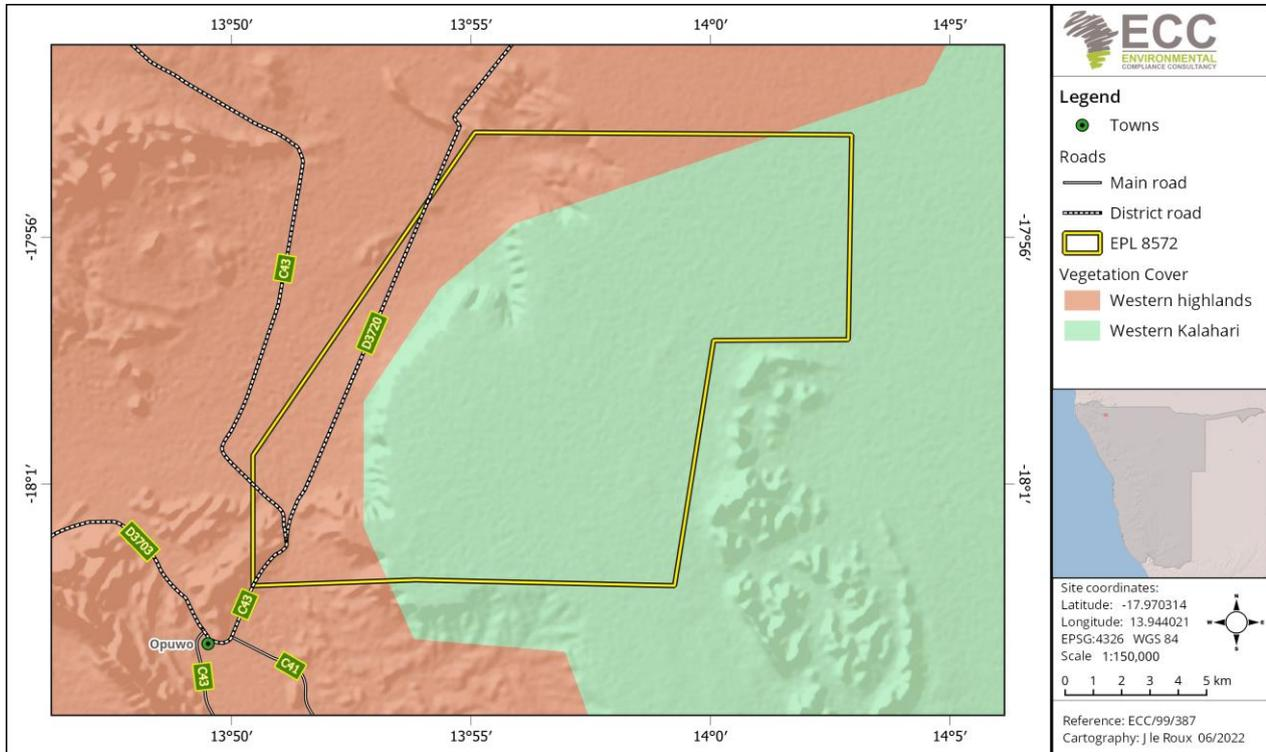 13°50'
13°55'
14°0'
14°5'
-17°56'
-17°56'
-18°1'
-18°1'
C43
D3720
D3703
C43
Opuwo
C41
C43
13°50'
13°55'
14°0'
14°5'
ECC
ENVIRONMENTAL
COMPLIANCE CONSULTANCY
Legend
Towns
Roads
Main road
District road
EPL 8572
Vegetation Cover
Western highlands
Western Kalahari
Site coordinates:
Latitude: -17.970314
Longitude: 13.944021
EPSG:4326 WGS 84
Scale 1:150,000
N
W E
S
0 1 2 3 4 5 km
Reference: ECC/99/387
Cartography: J le Roux 06/2022